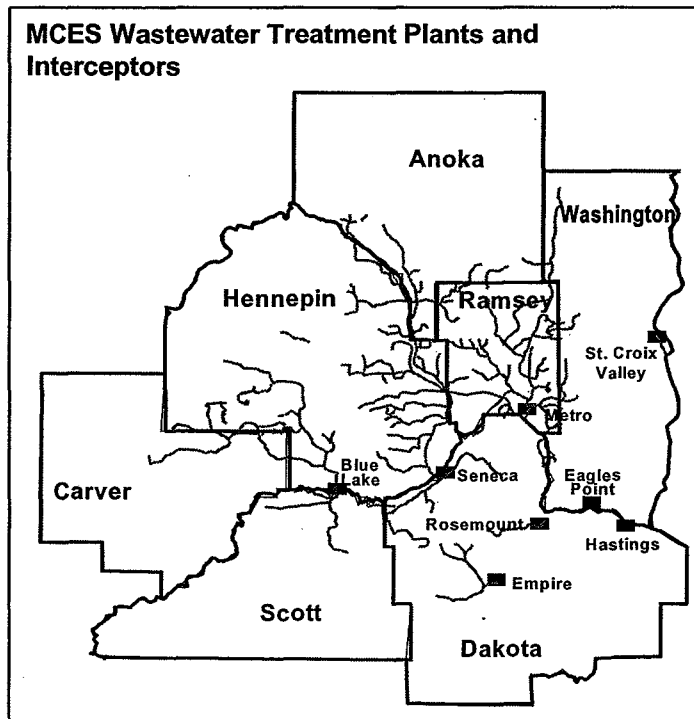 MCES Wastewater Treatment Plants and
Interceptors
Anoka
Washington
Hennepin
Ramsey
St. Croix
Valley
Metro
Carver
Blue
Lake
Seneca
Eagles
Point
Rosemount
Hastings
Empire
Scott
Dakota